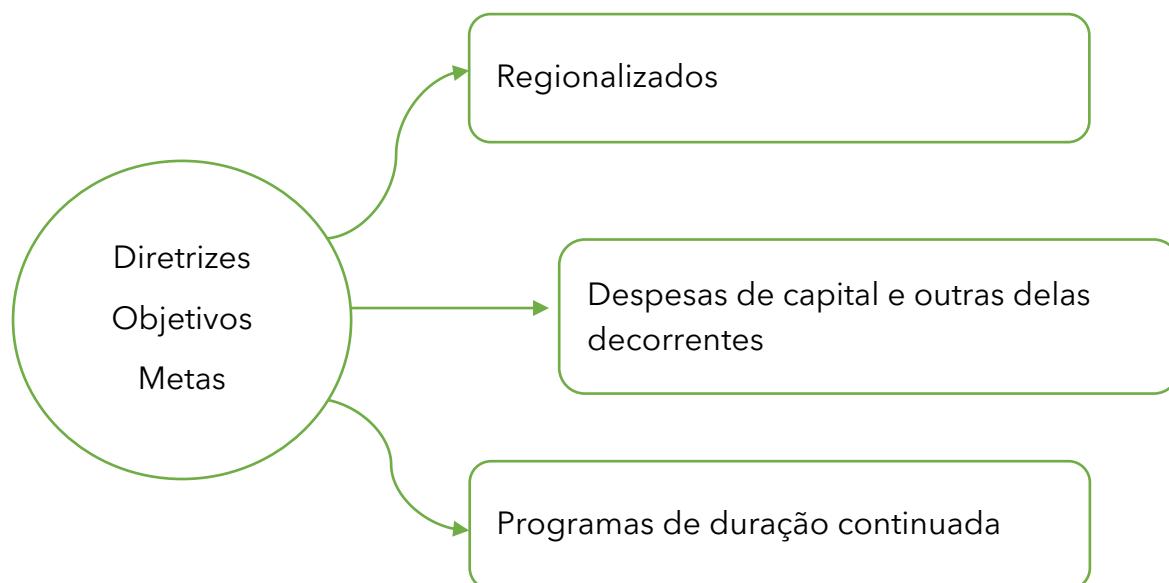 Regionalizados
Diretrizes
Objetivos
Metas
Despesas de capital e outras delas
decorrentes
Programas de duração continuada